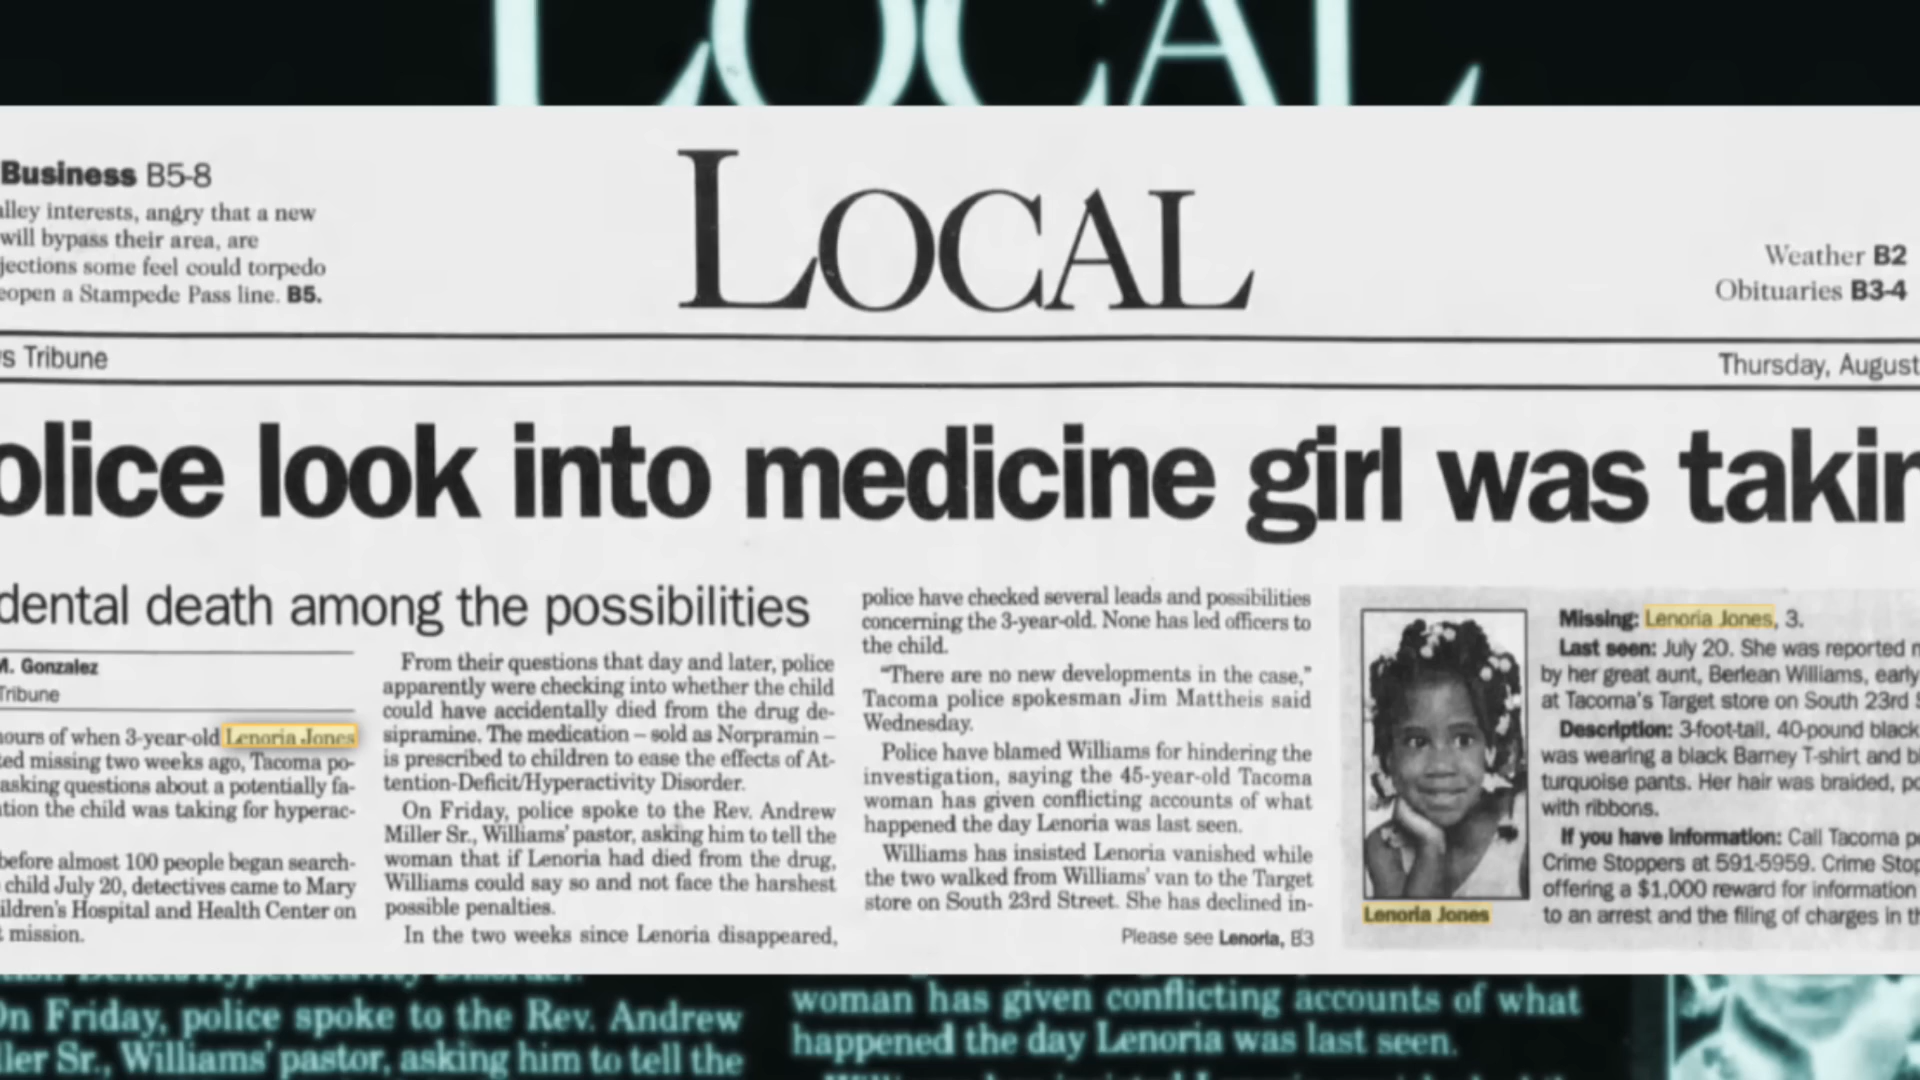 LOCAL
Business B5-8
alley interests, angry that a new
will bypass their area, are
jections some feel could torpedo
eopen a Stampede Pass line. B5.
LOCAL
Weather B2
Obituaries B3-4
s Tribune
Thursday, August
olice look into medicine girl was takin
dental death among the possibilities
M. Gonzalez
Tribune
hours of when 3-year-old Lenoria Jones
ted missing two weeks ago, Tacoma po-
asking questions about a potentially fa-
ation the child was taking for hyperac-
before almost 100 people began search-
child July 20, detectives came to Mary
ildren's Hospital and Health Center on
t mission.
From their questions that day and later, police
apparently were checking into whether the child
could have accidentally died from the drug de-
sipramine. The medication – sold as Norpramin –
is prescribed to children to ease the effects of At-
tention-Deficit/Hyperactivity Disorder.
On Friday, police spoke to the Rev. Andrew
Miller Sr., Williams' pastor, asking him to tell the
woman that if Lenoria had died from the drug,
Williams could say so and not face the harshest
possible penalties.
In the two weeks since Lenoria disappeared,
police have checked several leads and possibilities
concerning the 3-year-old. None has led officers to
the child.
"There are no new developments in the case,"
Tacoma police spokesman Jim Mattheis said
Wednesday.
Police have blamed Williams for hindering the
investigation, saying the 45-year-old Tacoma
woman has given conflicting accounts of what
happened the day Lenoria was last seen.
Williams has insisted Lenoria vanished while
the two walked from Williams' van to the Target
store on South 23rd Street. She has declined in-
Please see Lenoria, B3
Lenoria Jones
Missing: Lenoria Jones, 3.
Last seen: July 20. She was reported m
by her great aunt, Berlean Williams, early
at Tacoma's Target store on South 23rd S
Description: 3-foot-tall, 40-pound black
was wearing a black Barney T-shirt and bl
turquoise pants. Her hair was braided, po
with ribbons.
If you have information: Call Tacoma po
Crime Stoppers at 591-5959. Crime Stop
offering a $1,000 reward for information
to an arrest and the filing of charges in th
tion-Deficit/Hyperactivity Disorder.
On Friday, police spoke to the Rev. Andrew
ller Sr., Williams' pastor, asking him to tell the
woman has given conflicting accounts of what
happened the day Lenoria was last seen.